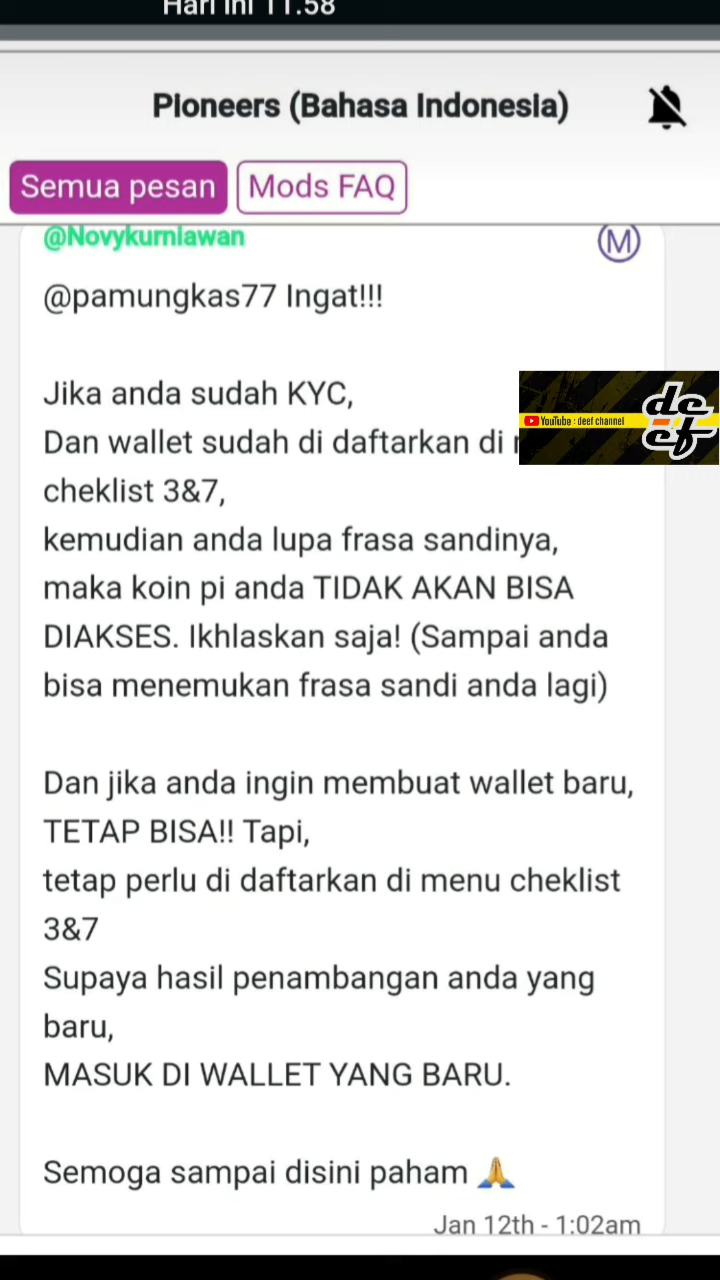 Hari ini 11.58
Pioneers (Bahasa Indonesia)
Semua pesan
Mods FAQ
@Novykurniawan
M
@pamungkas77 Ingat!!!
Jika anda sudah KYC,
Dan wallet sudah di daftarkan di
cheklist 3&7,
kemudian anda lupa frasa sandinya,
maka koin pi anda TIDAK AKAN BISA
DIAKSES. Ikhlaskan saja! (Sampai anda
bisa menemukan frasa sandi anda lagi)
Dan jika anda ingin membuat wallet baru,
TETAP BISA!! Tapi,
tetap perlu di daftarkan di menu cheklist
3&7
Supaya hasil penambangan anda yang
baru,
MASUK DI WALLET YANG BARU.
Semoga sampai disini paham 🙏
Jan 12th - 1:02am
YouTube : deef channel
de
ef